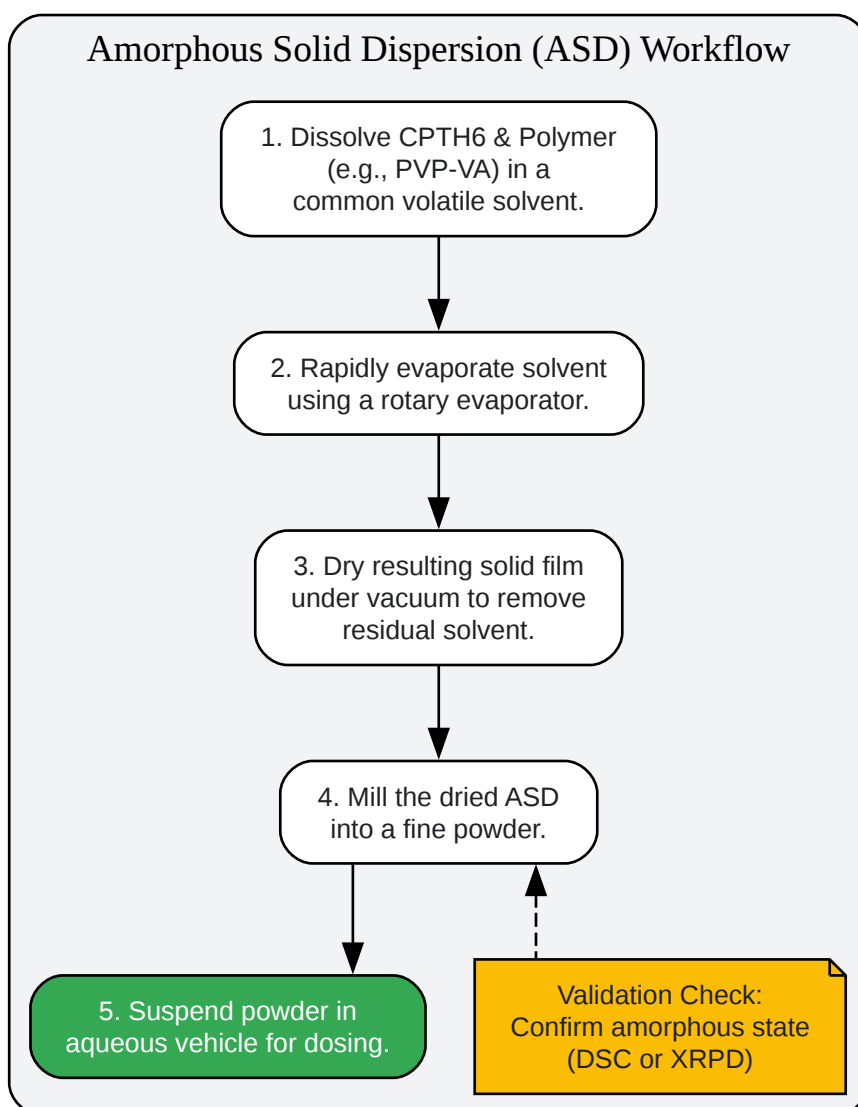 Amorphous Solid Dispersion (ASD) Workflow
1. Dissolve CPTH6 & Polymer
(e.g., PVP-VA) in a
common volatile solvent.
2. Rapidly evaporate solvent
using a rotary evaporator.
3. Dry resulting solid film
under vacuum to remove
residual solvent.
4. Mill the dried ASD
into a fine powder.
5. Suspend powder in
aqueous vehicle for dosing.
Validation Check:
Confirm amorphous state
(DSC or XRPD)